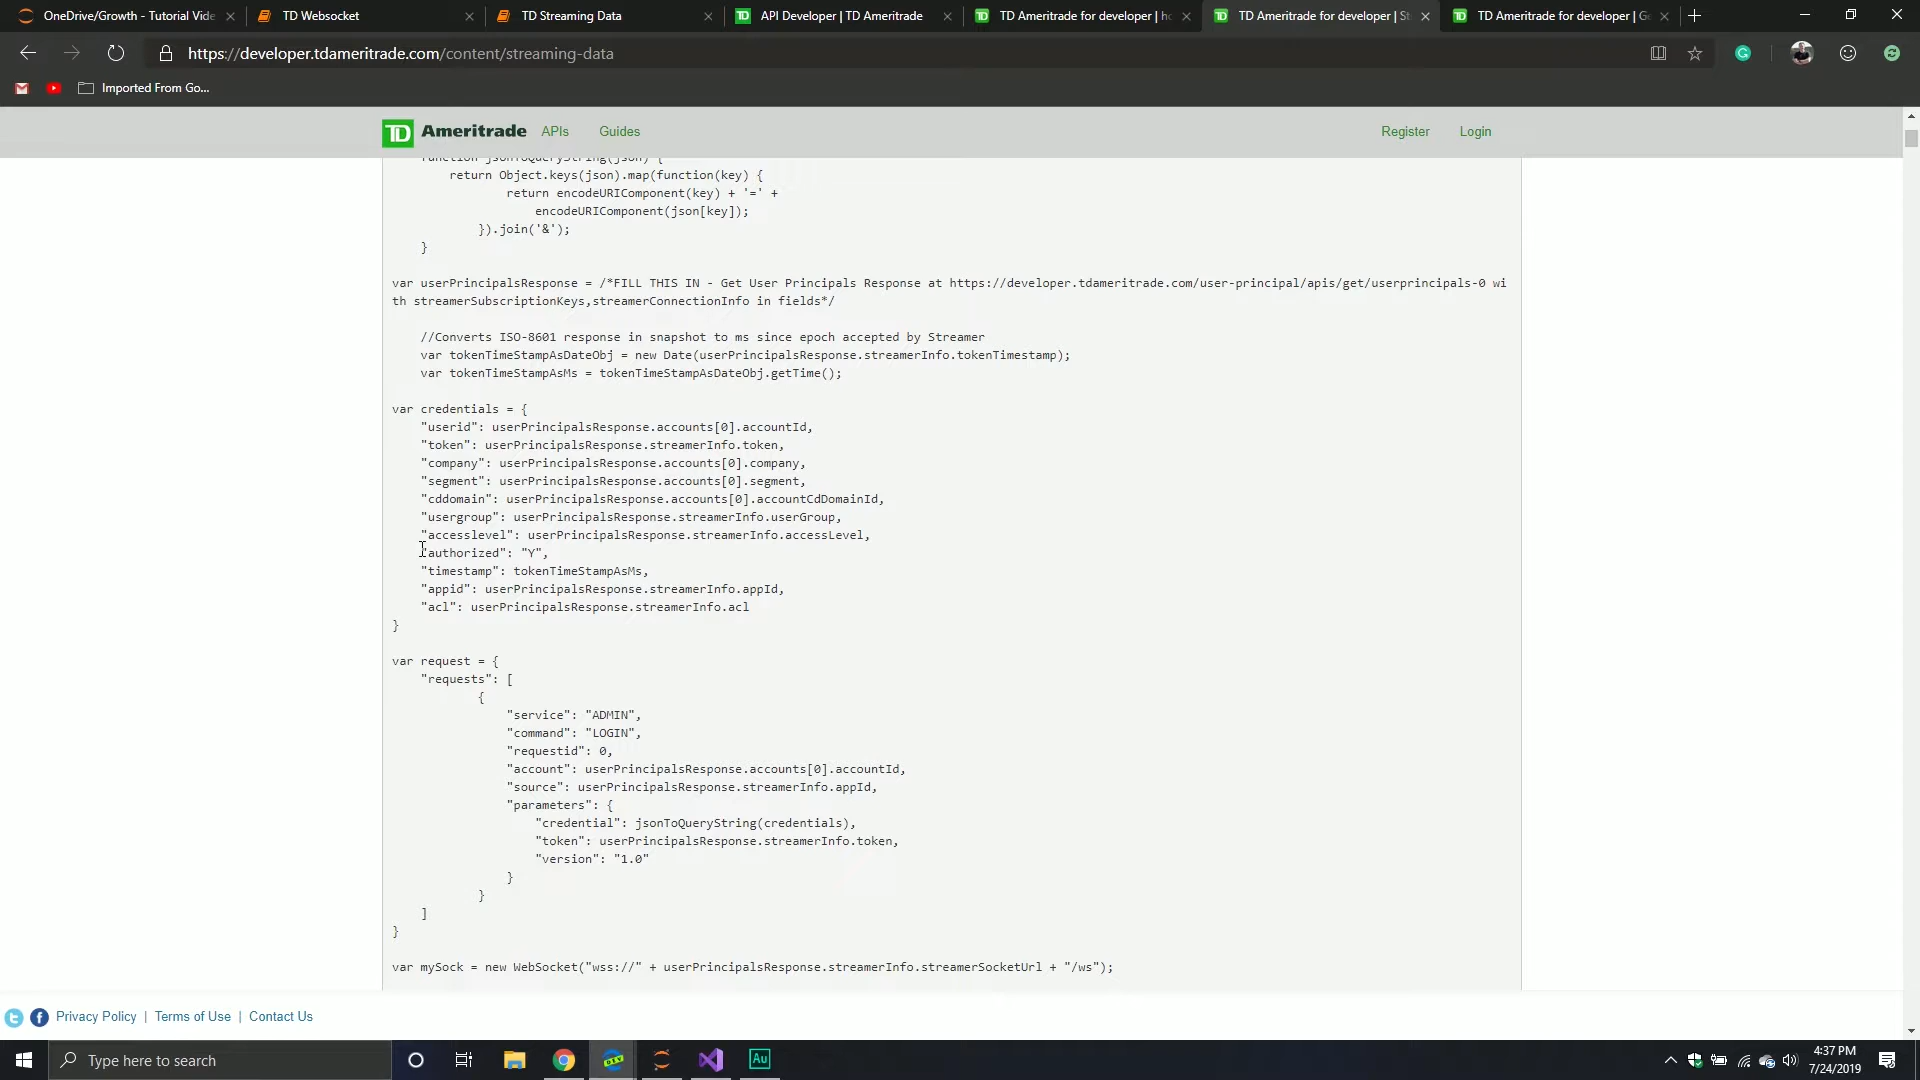 OneDrive/Growth - Tutorial Vide
TD Websocket
TD Streaming Data
API Developer | TD Ameritrade
TD Ameritrade for developer | ho
TD Ameritrade for developer | St
TD Ameritrade for developer | Ge
https://developer.tdameritrade.com/content/streaming-data
Imported From Go...
TD Ameritrade APIs Guides Register Login
function jsonToQueryString(json) {
return Object.keys(json).map(function(key) {
return encodeURIComponent(key) + '=' +
encodeURIComponent(json[key]);
}).join('&');
}
var userPrincipalsResponse = /*FILL THIS IN - Get User Principals Response at https://developer.tdameritrade.com/user-principal/apis/get/userprincipals-0 wi
th streamerSubscriptionKeys,streamerConnectionInfo in fields*/
//Converts ISO-8601 response in snapshot to ms since epoch accepted by Streamer
var tokenTimeStampAsDateObj = new Date(userPrincipalsResponse.streamerInfo.tokenTimestamp);
var tokenTimeStampAsMs = tokenTimeStampAsDateObj.getTime();
var credentials = {
"userid": userPrincipalsResponse.accounts[0].accountId,
"token": userPrincipalsResponse.streamerInfo.token,
"company": userPrincipalsResponse.accounts[0].company,
"segment": userPrincipalsResponse.accounts[0].segment,
"cddomain": userPrincipalsResponse.accounts[0].accountCdDomainId,
"usergroup": userPrincipalsResponse.streamerInfo.userGroup,
"accesslevel": userPrincipalsResponse.streamerInfo.accessLevel,
"authorized": "Y",
"timestamp": tokenTimeStampAsMs,
"appid": userPrincipalsResponse.streamerInfo.appId,
"acl": userPrincipalsResponse.streamerInfo.acl
}
var request = {
"requests": [
{
"service": "ADMIN",
"command": "LOGIN",
"requestid": 0,
"account": userPrincipalsResponse.accounts[0].accountId,
"source": userPrincipalsResponse.streamerInfo.appId,
"parameters": {
"credential": jsonToQueryString(credentials),
"token": userPrincipalsResponse.streamerInfo.token,
"version": "1.0"
}
}
]
}
var mySock = new WebSocket("wss://" + userPrincipalsResponse.streamerInfo.streamerSocketUrl + "/ws");
Privacy Policy | Terms of Use | Contact Us
Type here to search
DEV
Au
4:37 PM
7/24/2019